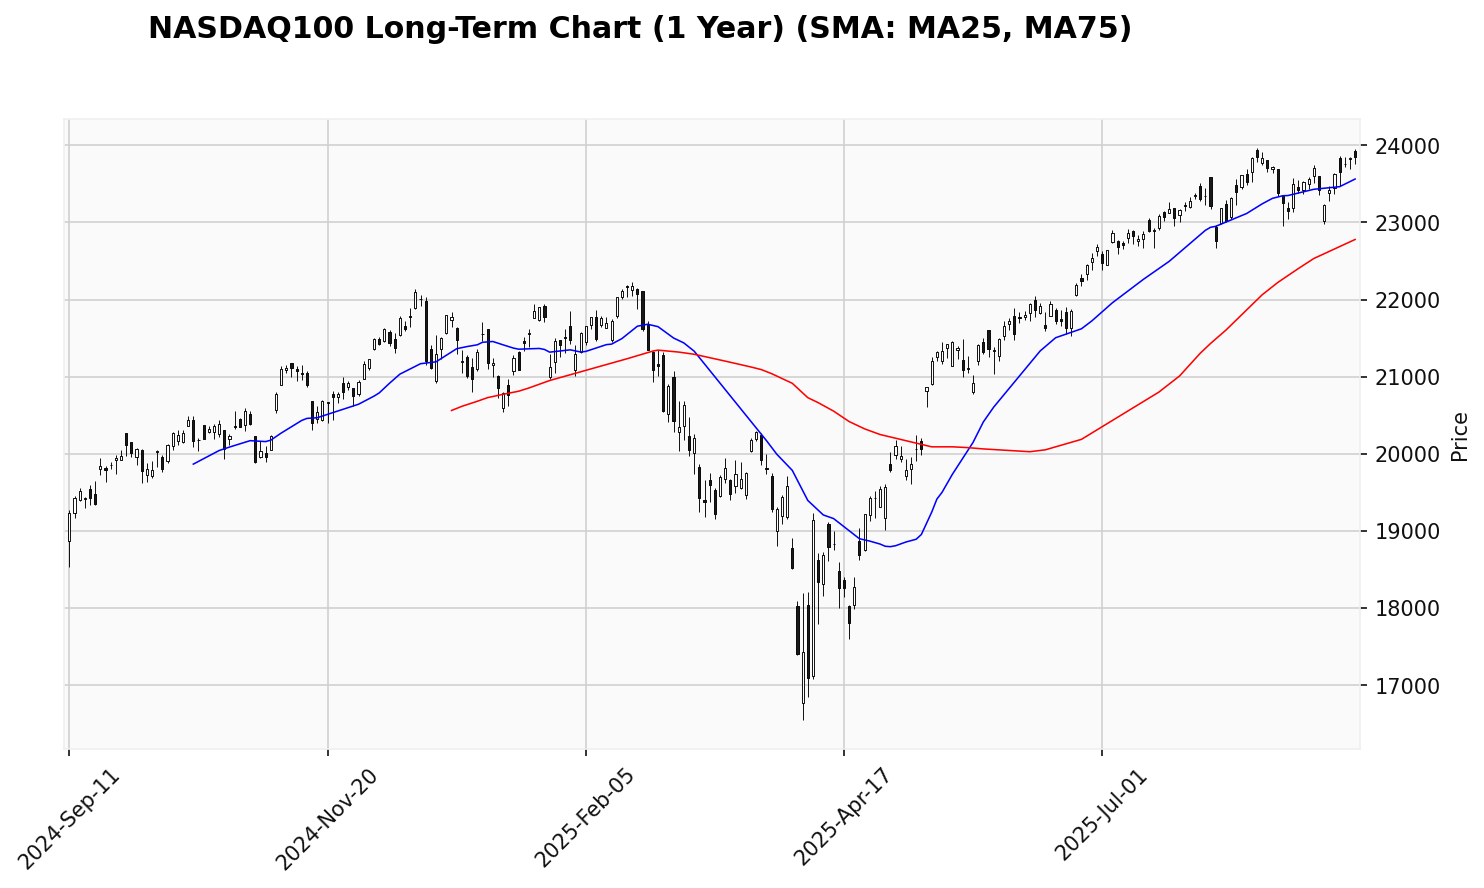 NASDAQ100 Long-Term Chart (1 Year) (SMA: MA25, MA75)
24000
23000
22000
21000
20000
19000
18000
17000
Price
2024-Sep-11
2024-Nov-20
2025-Feb-05
2025-Apr-17
2025-Jul-01